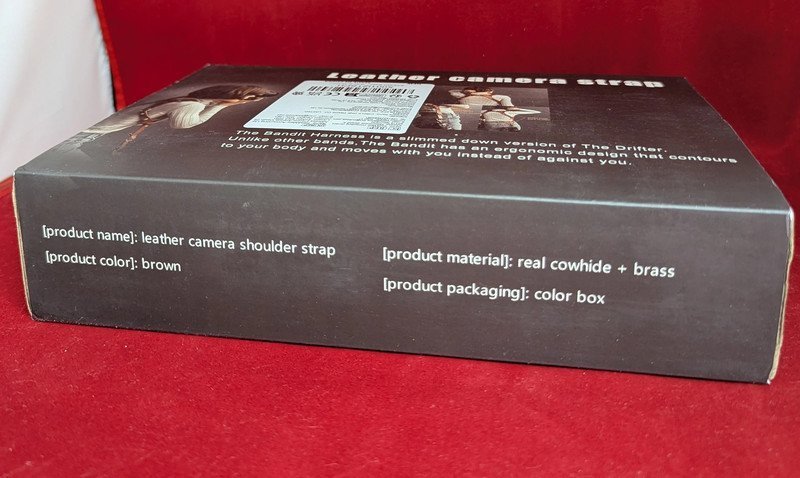 Leather camera strap
The Bandit Harness is a slimmed down version of The Drifter.
Unlike other bands,The Bandit has an ergonomic design that contours
to your body and moves with you instead of against you.
[product name]: leather camera shoulder strap
[product color]: brown
[product material]: real cowhide + brass
[product packaging]: color box